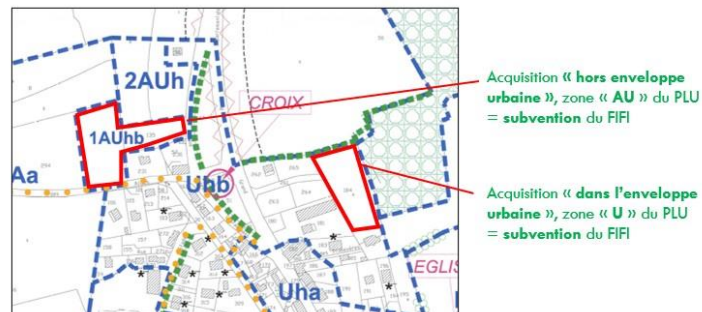 2AUh
CROIX
1AUhb
Aa
Uhb
Uha
EGLIS
Acquisition « hors enveloppe
urbaine », zone « AU » du PLU
= subvention du FIFI
Acquisition « dans l'enveloppe
urbaine », zone « U » du PLU
= subvention du FIFI